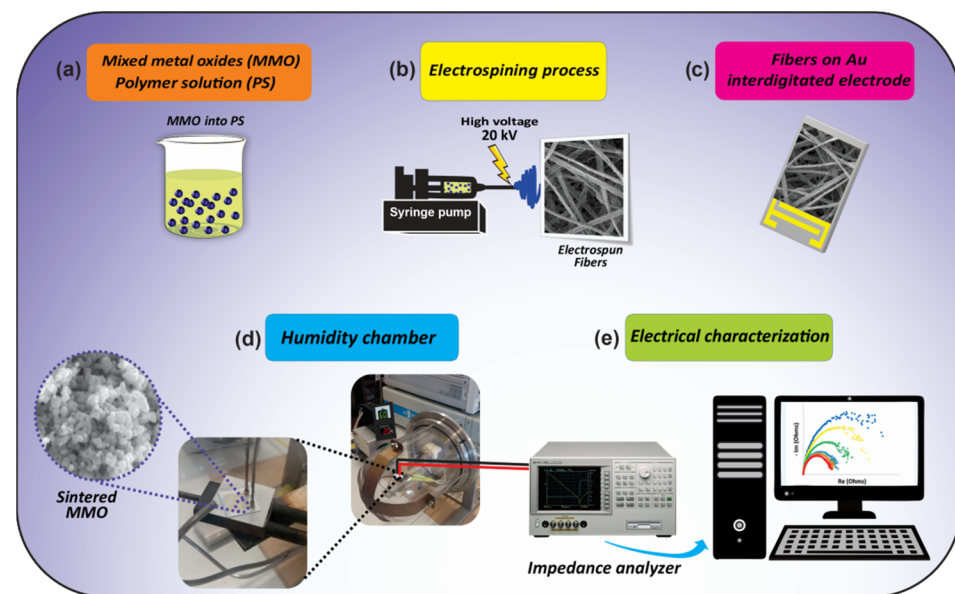 (a)
Mixed metal oxides (MMO)
Polymer solution (PS)
MMO into PS
(b)
Electrospining process
High voltage
20 kV
Syringe pump
Electrospun
Fibers
(c)
Fibers on Au
interdigitated electrode
(d)
Humidity chamber
Sintered
MMO
(e)
Electrical characterization
Impedance analyzer
- Im (Ohms)
Re (Ohms)